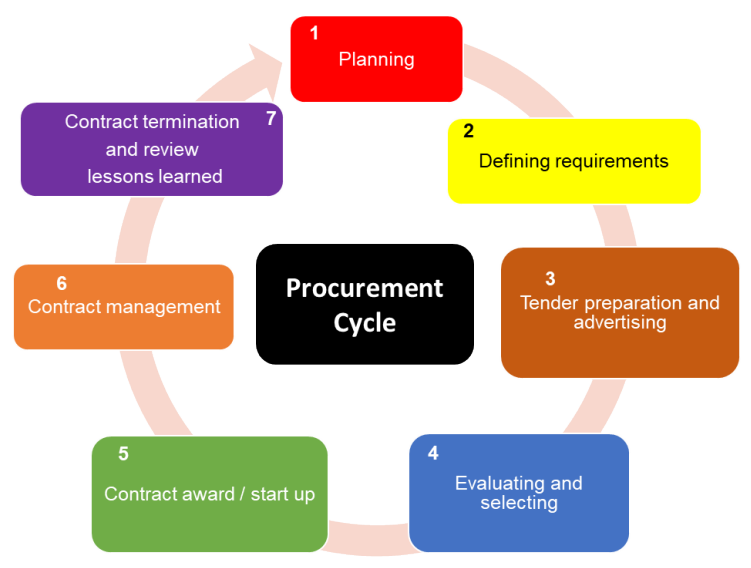 1
Planning
2
Defining requirements
3
Tender preparation and
advertising
4
Evaluating and
selecting
5
Contract award / start up
6
Contract management
7
Contract termination
and review
lessons learned
Procurement
Cycle